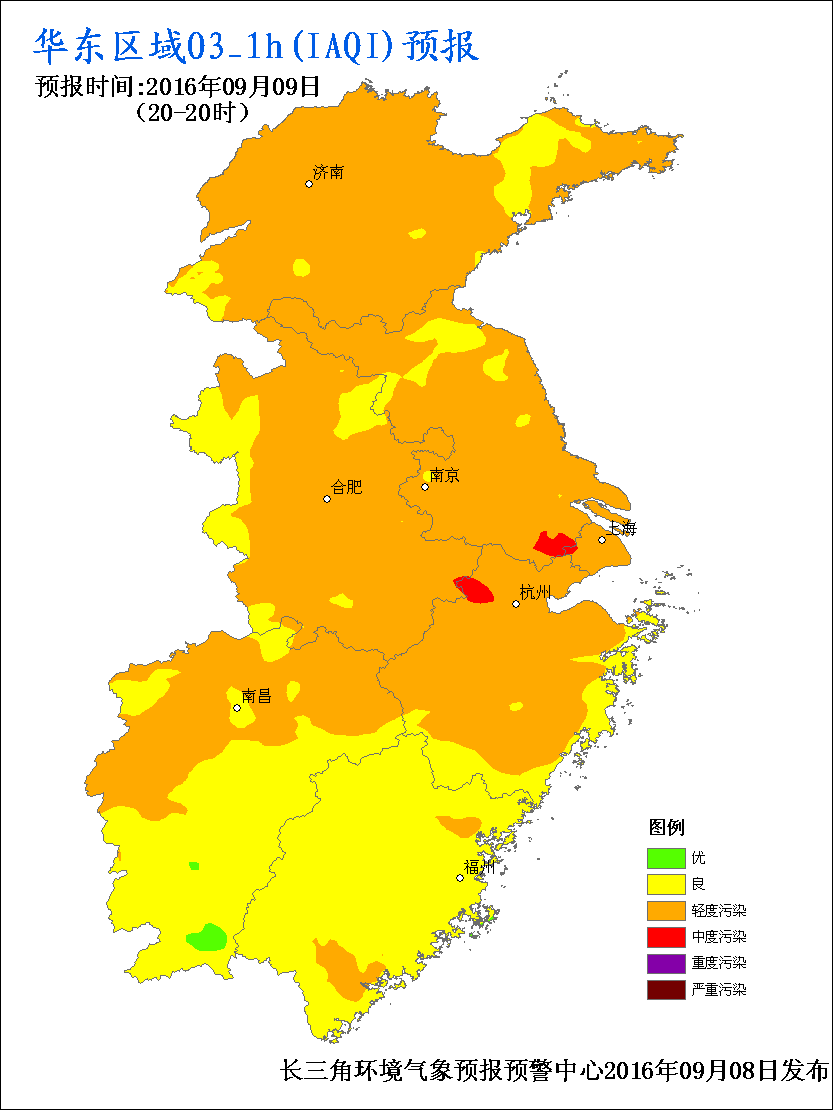 华东区域O3_1h(IAQI)预报
预报时间:2016年09月09日
（20-20时）
济南
合肥
南京
上海
杭州
南昌
福州
图例
优
良
轻度污染
中度污染
重度污染
严重污染
长三角环境气象预报预警中心2016年09月08日发布